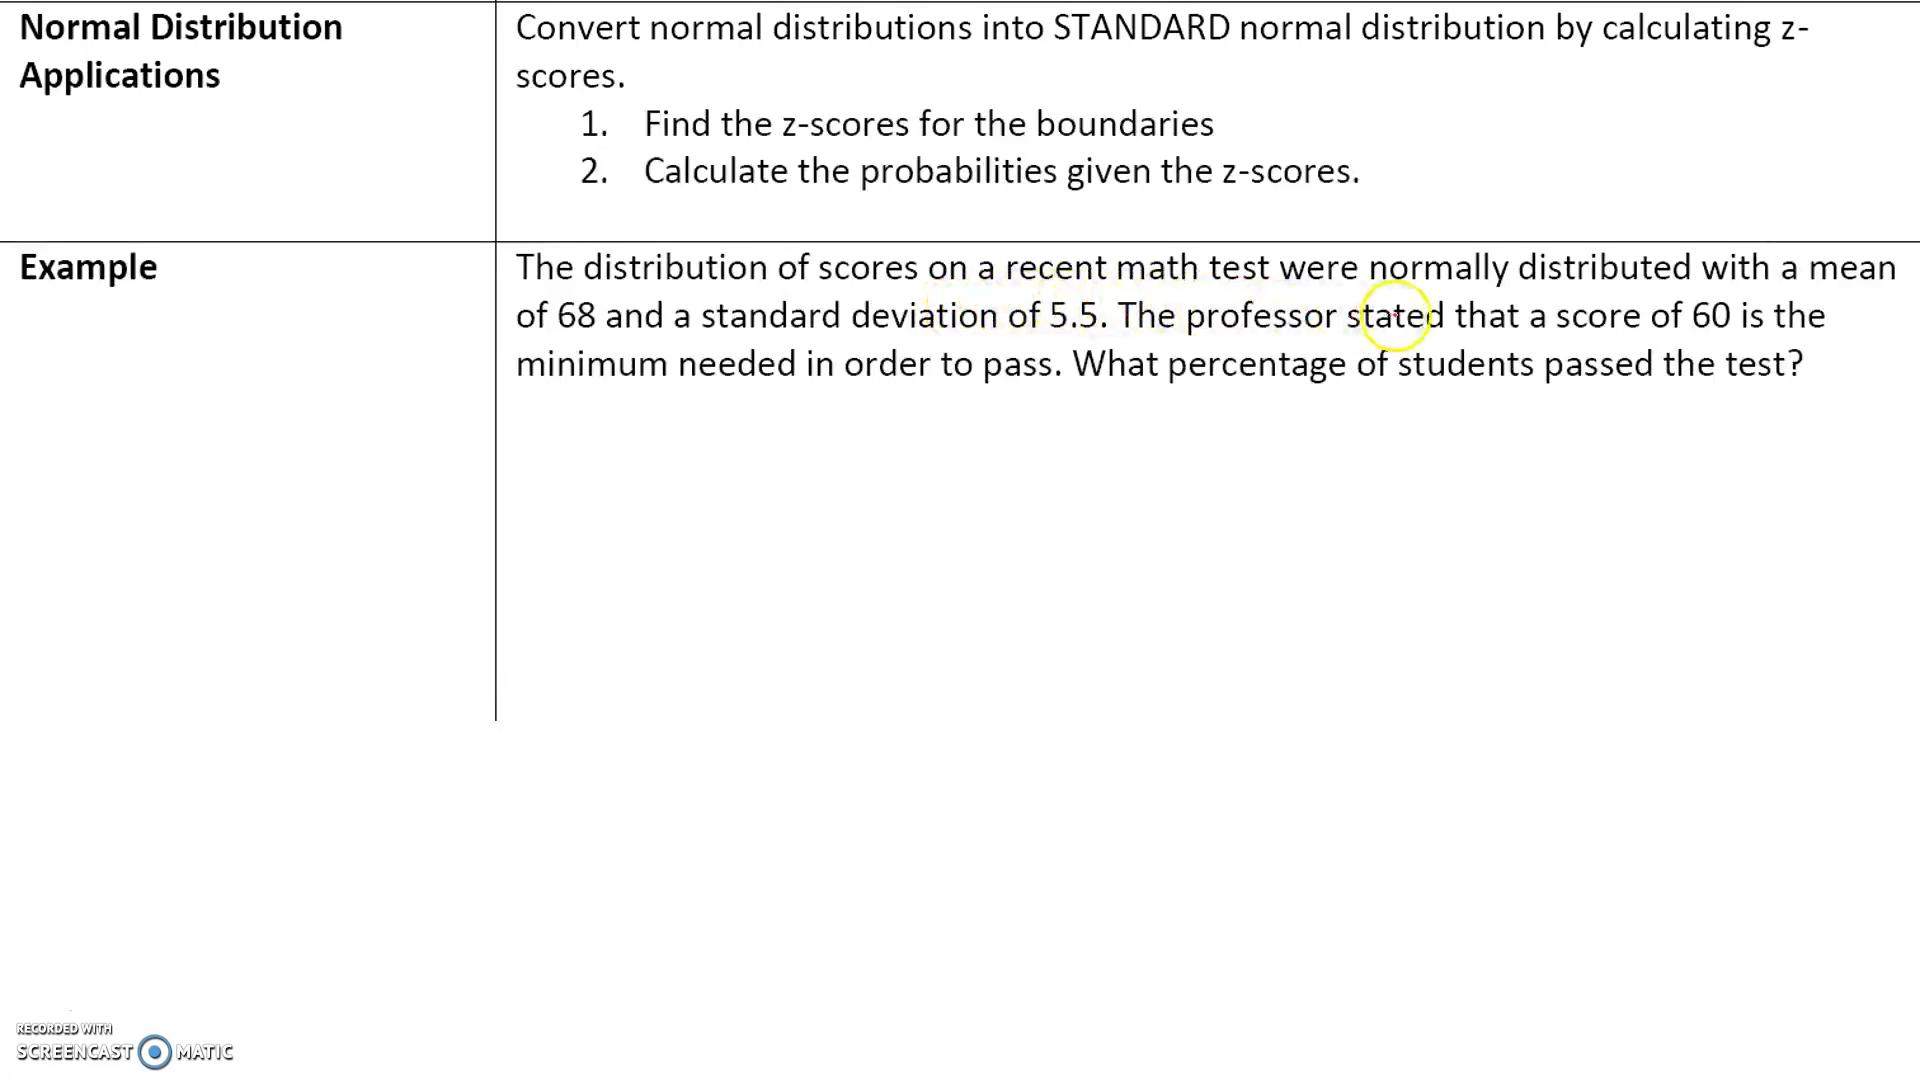 Normal Distribution
Applications
Convert normal distributions into STANDARD normal distribution by calculating z-
scores.
1. Find the z-scores for the boundaries
2. Calculate the probabilities given the z-scores.
Example
The distribution of scores on a recent math test were normally distributed with a mean
of 68 and a standard deviation of 5.5. The professor stated that a score of 60 is the
minimum needed in order to pass. What percentage of students passed the test?
RECORDED WITH
SCREENCAST MATIC